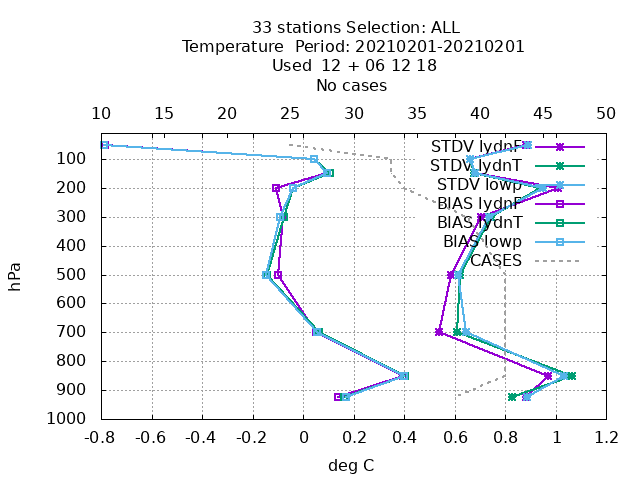 33 stations Selection: ALL
Temperature  Period: 20210201-20210201
Used  12 + 06 12 18
No cases
10 15 20 25 30 35 40 45 50
STDV lydnF
STDV lydnT
STDV lowp
BIAS lydnF
BIAS lydnT
BIAS lowp
CASES
100
200
300
400
500
600
700
800
900
1000
hPa
-0.8 -0.6 -0.4 -0.2 0 0.2 0.4 0.6 0.8 1 1.2
deg C